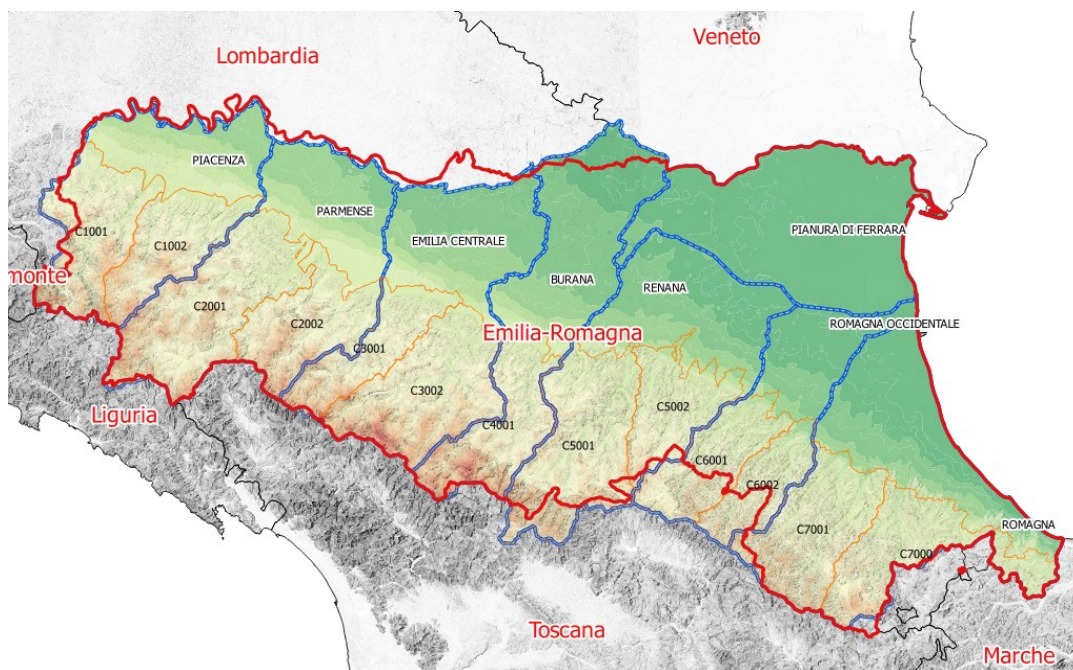 Veneto
Lombardia
PIACENZA
PARMENSE
PIANURA DI FERRARA
C1001
EMILIA CENTRALE
C1002
monte
BURANA
RENANA
C2001
C2002
Emilia-Romagna
ROMAGNA OCCIDENTALE
C3001
C3002
Liguria
C4001
C5002
C5001
C6001
C6002
C7001
ROMAGNA
C7000
Toscana
Marche